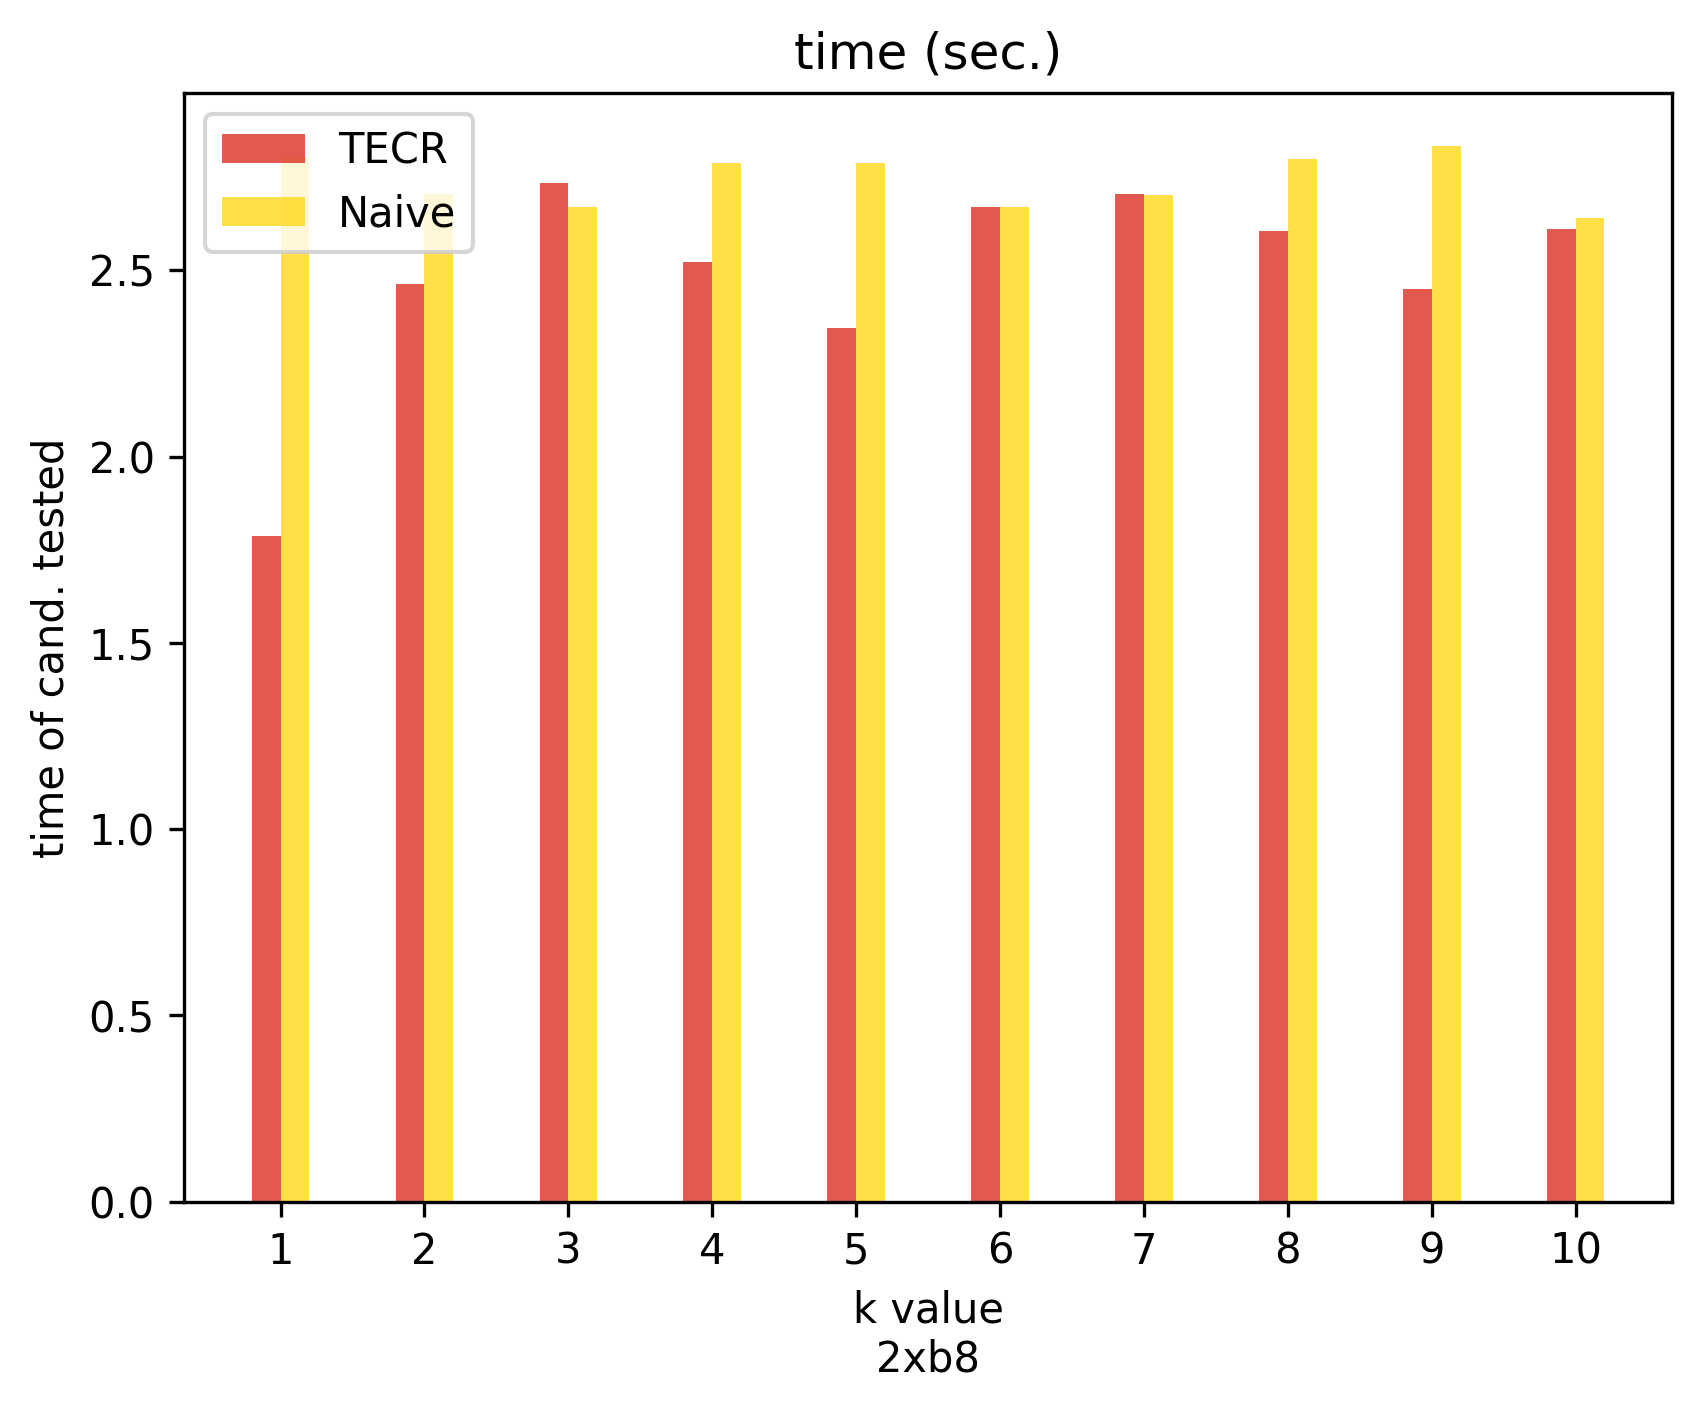 time (sec.)
TECR
Naive
2.5
2.0
1.5
1.0
0.5
0.0
time of cand. tested
1 2 3 4 5 6 7 8 9 10
k value
2xb8